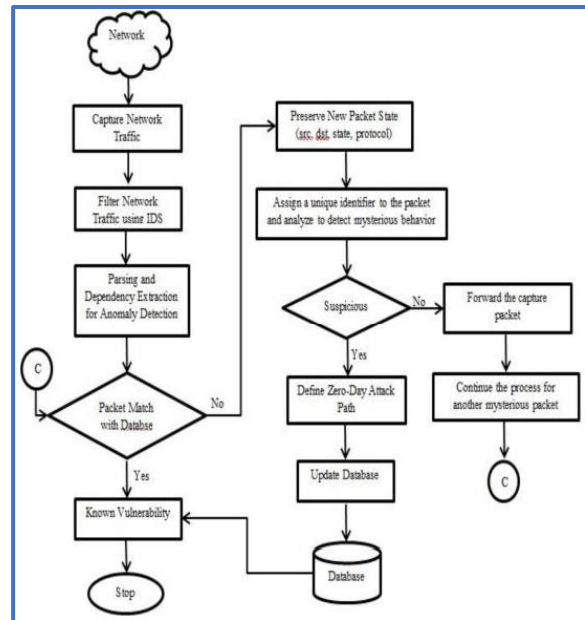 Network
Capture Network
Traffic
Filter Network
Traffic using IDS
Parsing and
Dependency Extraction
for Anomaly Detection
C
Packet Match
with Databse
No
Yes
Known Vulnerability
Stop
Preserve New Packet State
(src, dst, state, protocol)
Assign a unique identifier to the packet
and analyze to detect mysterious behavior
Suspicious
No
Yes
Forward the capture
packet
Continue the process for
another mysterious packet
C
Define Zero-Day Attack
Path
Update Database
Database